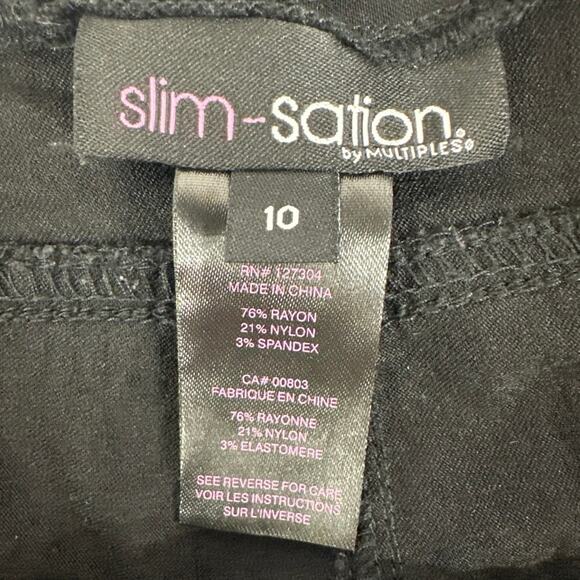 slim-sation®
by MULTIPLES®
10
RN# 127304
MADE IN CHINA
76% RAYON
21% NYLON
3% SPANDEX
CA# 00803
FABRIQUE EN CHINE
76% RAYONNE
21% NYLON
3% ELASTOMERE
SEE REVERSE FOR CARE
VOIR LES INSTRUCTIONS
SUR L'INVERSE